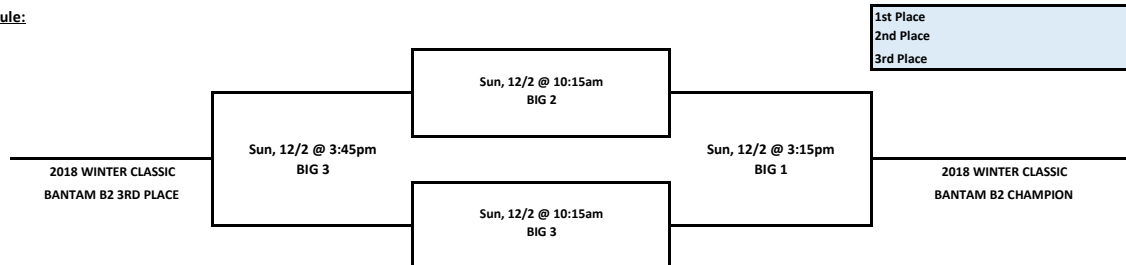 ule:
1st Place
2nd Place
3rd Place
Sun, 12/2 @ 10:15am
BIG 2
Sun, 12/2 @ 3:45pm
BIG 3
Sun, 12/2 @ 3:15pm
BIG 1
2018 WINTER CLASSIC
BANTAM B2 3RD PLACE
2018 WINTER CLASSIC
BANTAM B2 CHAMPION
Sun, 12/2 @ 10:15am
BIG 3